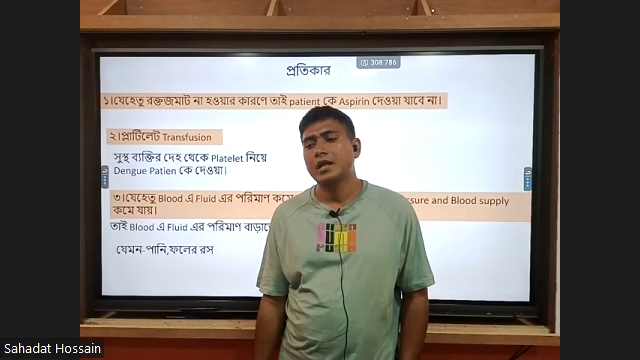 308 786
প্রতিকার
১।যেহেতু রক্তজমাট না হওয়ার কারণে তাই patient কে Aspirin দেওয়া যাবে না।
২।প্লাটিলেট Transfusion
সুস্থ ব্যক্তির দেহ থেকে Platelet নিয়ে
Dengue Patien কে দেওয়া।
৩।যেহেতু Blood এ Fluid এর পরিমাণ কমে ssure and Blood supply
কমে যায়।
তাই Blood এ Fluid এর পরিমাণ বাড়াতে
যেমন-পানি,ফলের রস
Sahadat Hossain